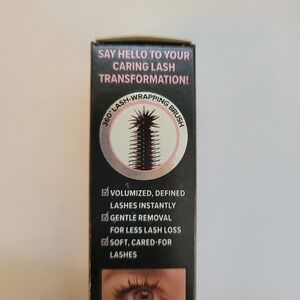 SAY HELLO TO YOUR
CARING LASH
TRANSFORMATION!
360° LASH-WRAPPING BRUSH
VOLUMIZED, DEFINED
LASHES INSTANTLY
GENTLE REMOVAL
FOR LESS LASH LOSS
SOFT, CARED-FOR
LASHES